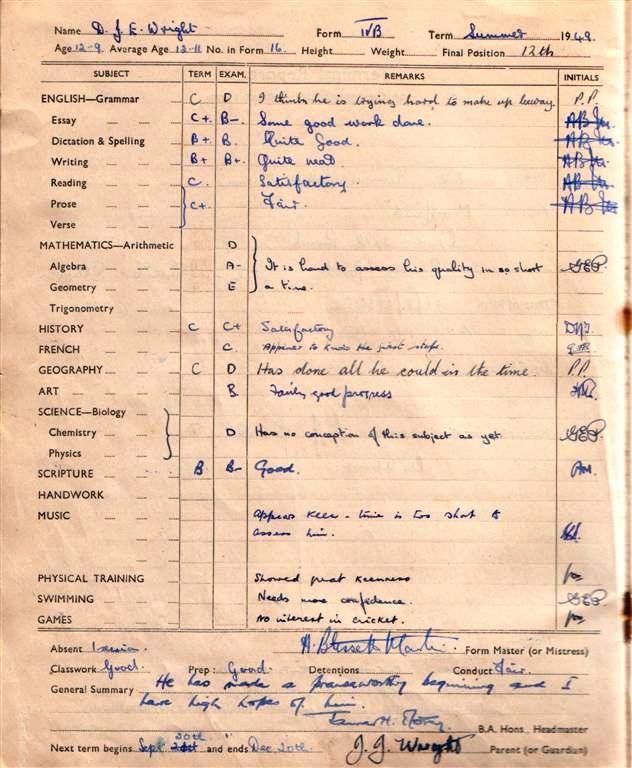 Name D. J. E. Wright Form IVB Term Summer 1949.
Age 12-9. Average Age 12-11 No. in Form 16. Height Weight Final Position 12th
SUBJECT TERM EXAM. REMARKS INITIALS
ENGLISH—Grammar C D I think he is trying hard to make up leeway. P.P.
Essay C+. B-. Some good work done.
Dictation & Spelling B+ B. Quite Good.
Writing B+ B+. Quite neat.
Reading C. Satisfactory.
Prose C+. Fair.
Verse
MATHEMATICS—Arithmetic D
Algebra A- It is hard to assess his quality in so short
Geometry E a time.
Trigonometry
HISTORY C C+ Satisfactory
FRENCH C. Appears to know the first steps.
GEOGRAPHY C D Has done all he could in the time. P.P.
ART B. Fairly good progress
SCIENCE—Biology
Chemistry D Has no conception of this subject as yet
Physics
SCRIPTURE B B- Good.
HANDWORK
MUSIC Appears keen - time is too short to
assess him.
PHYSICAL TRAINING Showed great keenness
SWIMMING Needs more confidence.
GAMES No interest in cricket.
Absent 1 session Form Master (or Mistress)
Classwork Good. Prep: Good. Detentions Conduct Fair.
General Summary He has made a praiseworthy beginning and I
have high hopes of him.
B.A. Hons., Headmaster
Next term begins Sept. 20th and ends Dec 20th. J. J. Wright Parent (or Guardian)